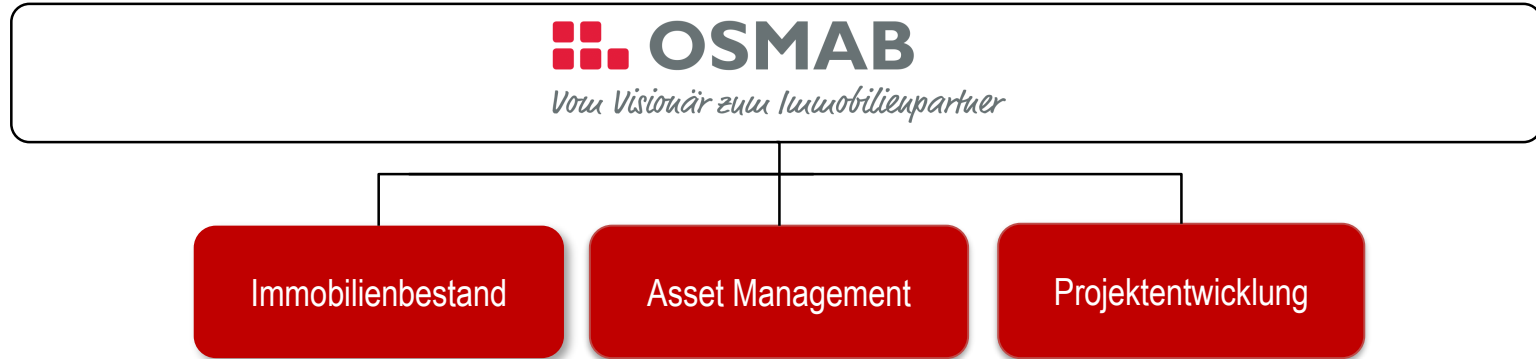 OSMAB
Vom Visionär zum Immobilienpartner
Immobilienbestand
Asset Management
Projektentwicklung